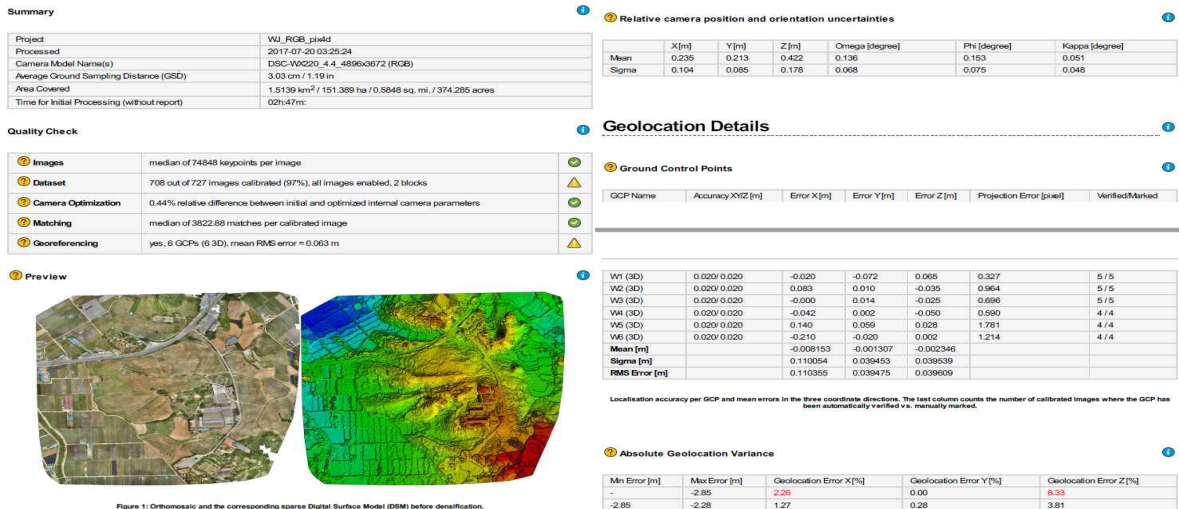 Summary
Project WJ_RGB_pix4d
Processed 2017-07-20 03:25:24
Camera Model Name(s) DSC-WX220_4.4_4896x3672 (RGB)
Average Ground Sampling Distance (GSD) 3.03 cm / 1.19 in
Area Covered 1.5139 km2 / 151.389 ha / 0.5848 sq. mi. / 374.285 acres
Time for Initial Processing (without report) 02h:47m:
Quality Check
Images median of 74848 keypoints per image
Dataset 708 out of 727 images calibrated (97%), all images enabled, 2 blocks
Camera Optimization 0.44% relative difference between initial and optimized internal camera parameters
Matching median of 3822.88 matches per calibrated image
Georeferencing yes, 6 GCPs (6 3D), mean RMS error = 0.063 m
Preview
Figure 1: Orthomosaic and the corresponding sparse Digital Surface Model (DSM) before densification.
Relative camera position and orientation uncertainties
X[m] Y[m] Z[m] Omega [degree] Phi [degree] Kappa [degree]
Mean 0.235 0.213 0.422 0.136 0.153 0.051
Sigma 0.104 0.085 0.178 0.068 0.075 0.048
Geolocation Details
Ground Control Points
GCP Name Accuracy XY/Z [m] Error X [m] Error Y [m] Error Z [m] Projection Error [pixel] Verified/Marked
W1 (3D) 0.020/ 0.020 -0.020 -0.072 0.065 0.327 5 / 5
W2 (3D) 0.020/ 0.020 0.083 0.010 -0.035 0.964 5 / 5
W3 (3D) 0.020/ 0.020 -0.000 0.014 -0.025 0.696 5 / 5
W4 (3D) 0.020/ 0.020 -0.042 0.002 -0.050 0.590 4 / 4
W5 (3D) 0.020/ 0.020 0.140 0.059 0.028 1.781 4 / 4
W6 (3D) 0.020/ 0.020 -0.210 -0.020 0.002 1.214 4 / 4
Mean [m] -0.008153 -0.001307 -0.002346
Sigma [m] 0.110054 0.039453 0.039539
RMS Error [m] 0.110355 0.039475 0.039609
Localisation accuracy per GCP and mean errors in the three coordinate directions. The last column counts the number of calibrated images where the GCP has
been automatically verified vs. manually marked.
Absolute Geolocation Variance
Min Error [m] Max Error [m] Geolocation Error X [%] Geolocation Error Y [%] Geolocation Error Z [%]
- -2.85 2.26 0.00 8.33
-2.85 -2.28 1.27 0.28 3.81